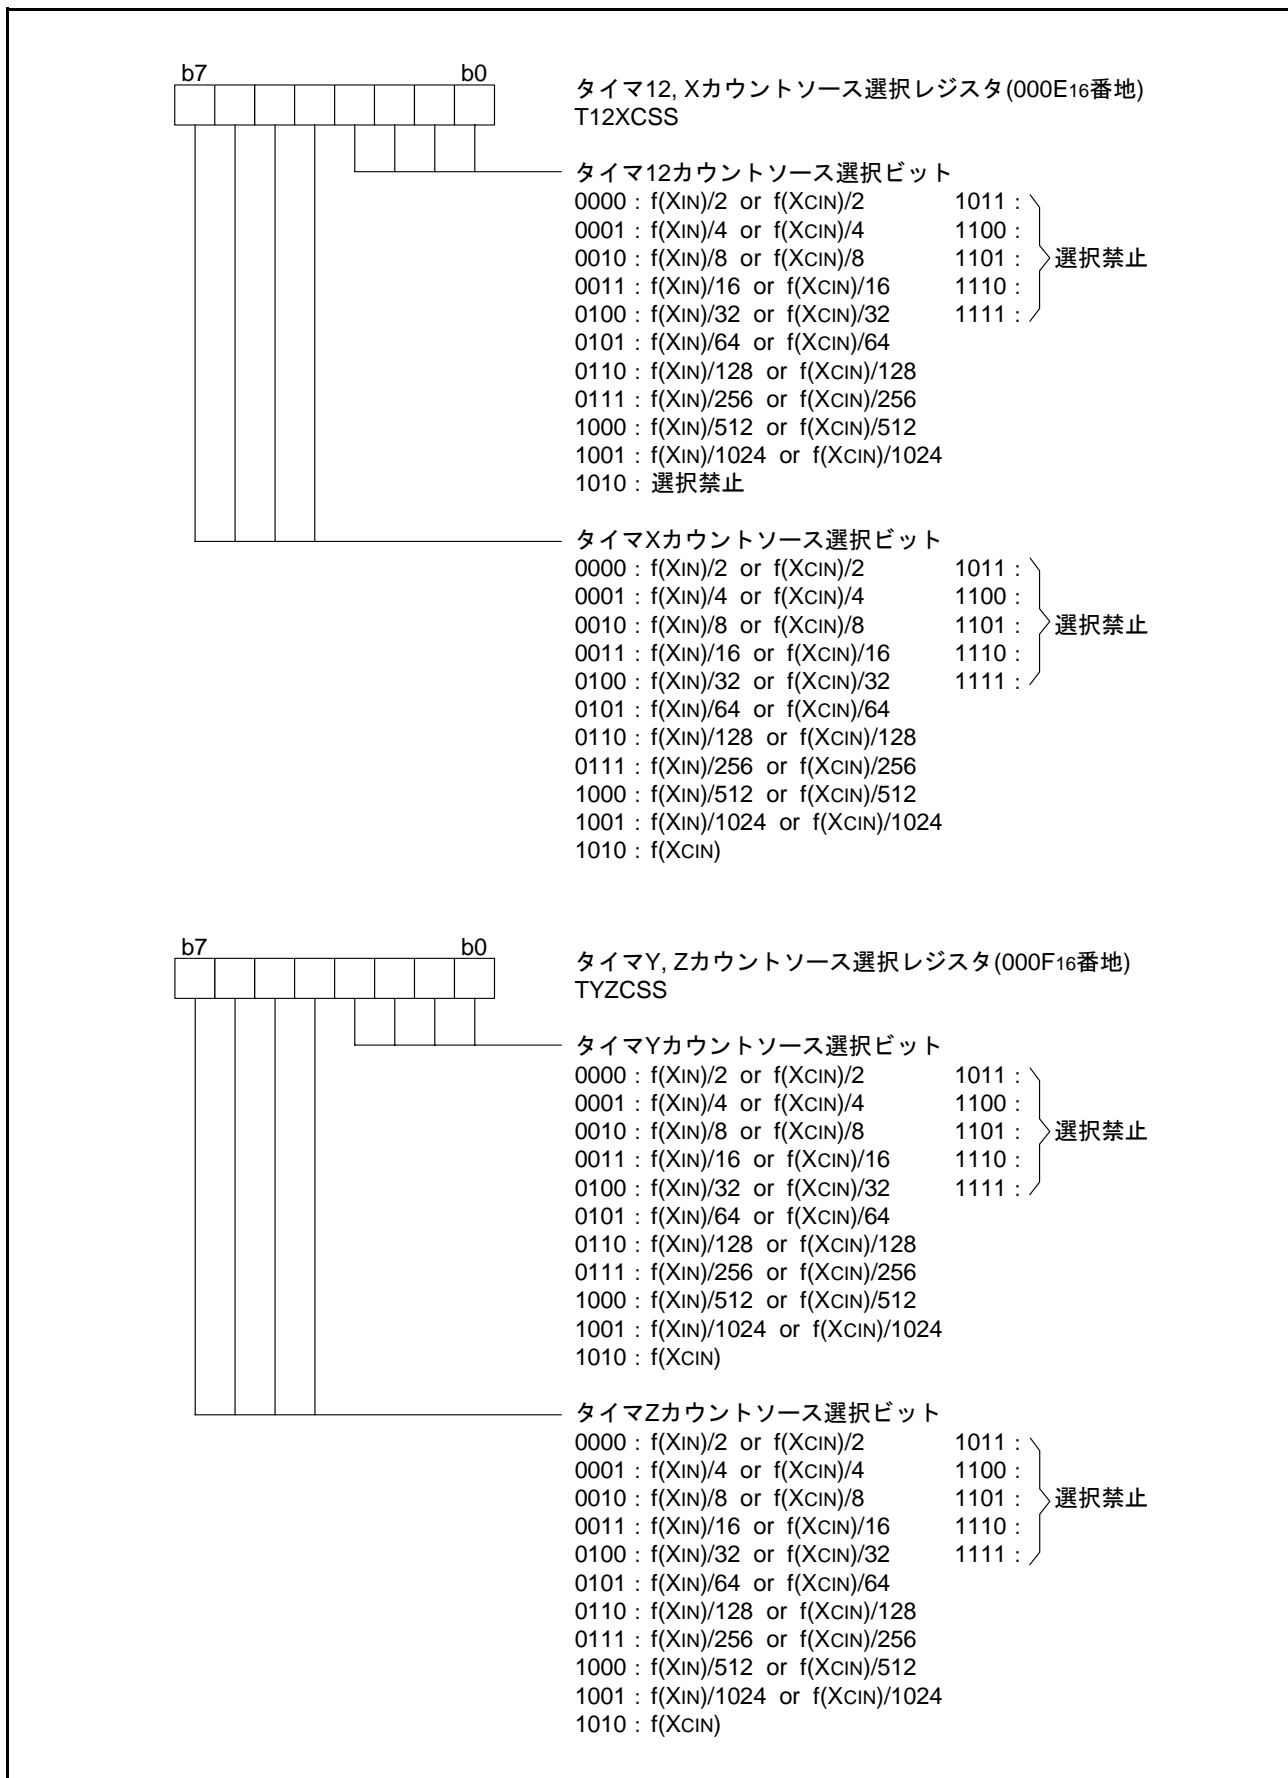 b7 b0
タイマ12, Xカウントソース選択レジスタ(000E16番地)
T12XCSS
タイマ12カウントソース選択ビット
0000 : f(XIN)/2 or f(XCIN)/2 1011 :
0001 : f(XIN)/4 or f(XCIN)/4 1100 :
0010 : f(XIN)/8 or f(XCIN)/8 1101 : 選択禁止
0011 : f(XIN)/16 or f(XCIN)/16 1110 :
0100 : f(XIN)/32 or f(XCIN)/32 1111 :
0101 : f(XIN)/64 or f(XCIN)/64
0110 : f(XIN)/128 or f(XCIN)/128
0111 : f(XIN)/256 or f(XCIN)/256
1000 : f(XIN)/512 or f(XCIN)/512
1001 : f(XIN)/1024 or f(XCIN)/1024
1010 : 選択禁止
タイマXカウントソース選択ビット
0000 : f(XIN)/2 or f(XCIN)/2 1011 :
0001 : f(XIN)/4 or f(XCIN)/4 1100 :
0010 : f(XIN)/8 or f(XCIN)/8 1101 : 選択禁止
0011 : f(XIN)/16 or f(XCIN)/16 1110 :
0100 : f(XIN)/32 or f(XCIN)/32 1111 :
0101 : f(XIN)/64 or f(XCIN)/64
0110 : f(XIN)/128 or f(XCIN)/128
0111 : f(XIN)/256 or f(XCIN)/256
1000 : f(XIN)/512 or f(XCIN)/512
1001 : f(XIN)/1024 or f(XCIN)/1024
1010 : f(XCIN)
b7 b0
タイマY, Zカウントソース選択レジスタ(000F16番地)
TYZCSS
タイマYカウントソース選択ビット
0000 : f(XIN)/2 or f(XCIN)/2 1011 :
0001 : f(XIN)/4 or f(XCIN)/4 1100 :
0010 : f(XIN)/8 or f(XCIN)/8 1101 : 選択禁止
0011 : f(XIN)/16 or f(XCIN)/16 1110 :
0100 : f(XIN)/32 or f(XCIN)/32 1111 :
0101 : f(XIN)/64 or f(XCIN)/64
0110 : f(XIN)/128 or f(XCIN)/128
0111 : f(XIN)/256 or f(XCIN)/256
1000 : f(XIN)/512 or f(XCIN)/512
1001 : f(XIN)/1024 or f(XCIN)/1024
1010 : f(XCIN)
タイマZカウントソース選択ビット
0000 : f(XIN)/2 or f(XCIN)/2 1011 :
0001 : f(XIN)/4 or f(XCIN)/4 1100 :
0010 : f(XIN)/8 or f(XCIN)/8 1101 : 選択禁止
0011 : f(XIN)/16 or f(XCIN)/16 1110 :
0100 : f(XIN)/32 or f(XCIN)/32 1111 :
0101 : f(XIN)/64 or f(XCIN)/64
0110 : f(XIN)/128 or f(XCIN)/128
0111 : f(XIN)/256 or f(XCIN)/256
1000 : f(XIN)/512 or f(XCIN)/512
1001 : f(XIN)/1024 or f(XCIN)/1024
1010 : f(XCIN)